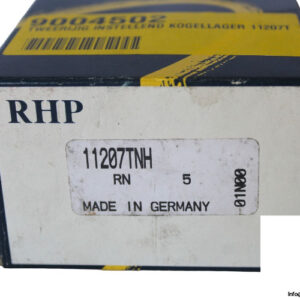 9004502
TWEERIJIG INSTELLEND KOGELLAGER 11207T
RHP
11207TNH
RN 5
MADE IN GERMANY
01N00